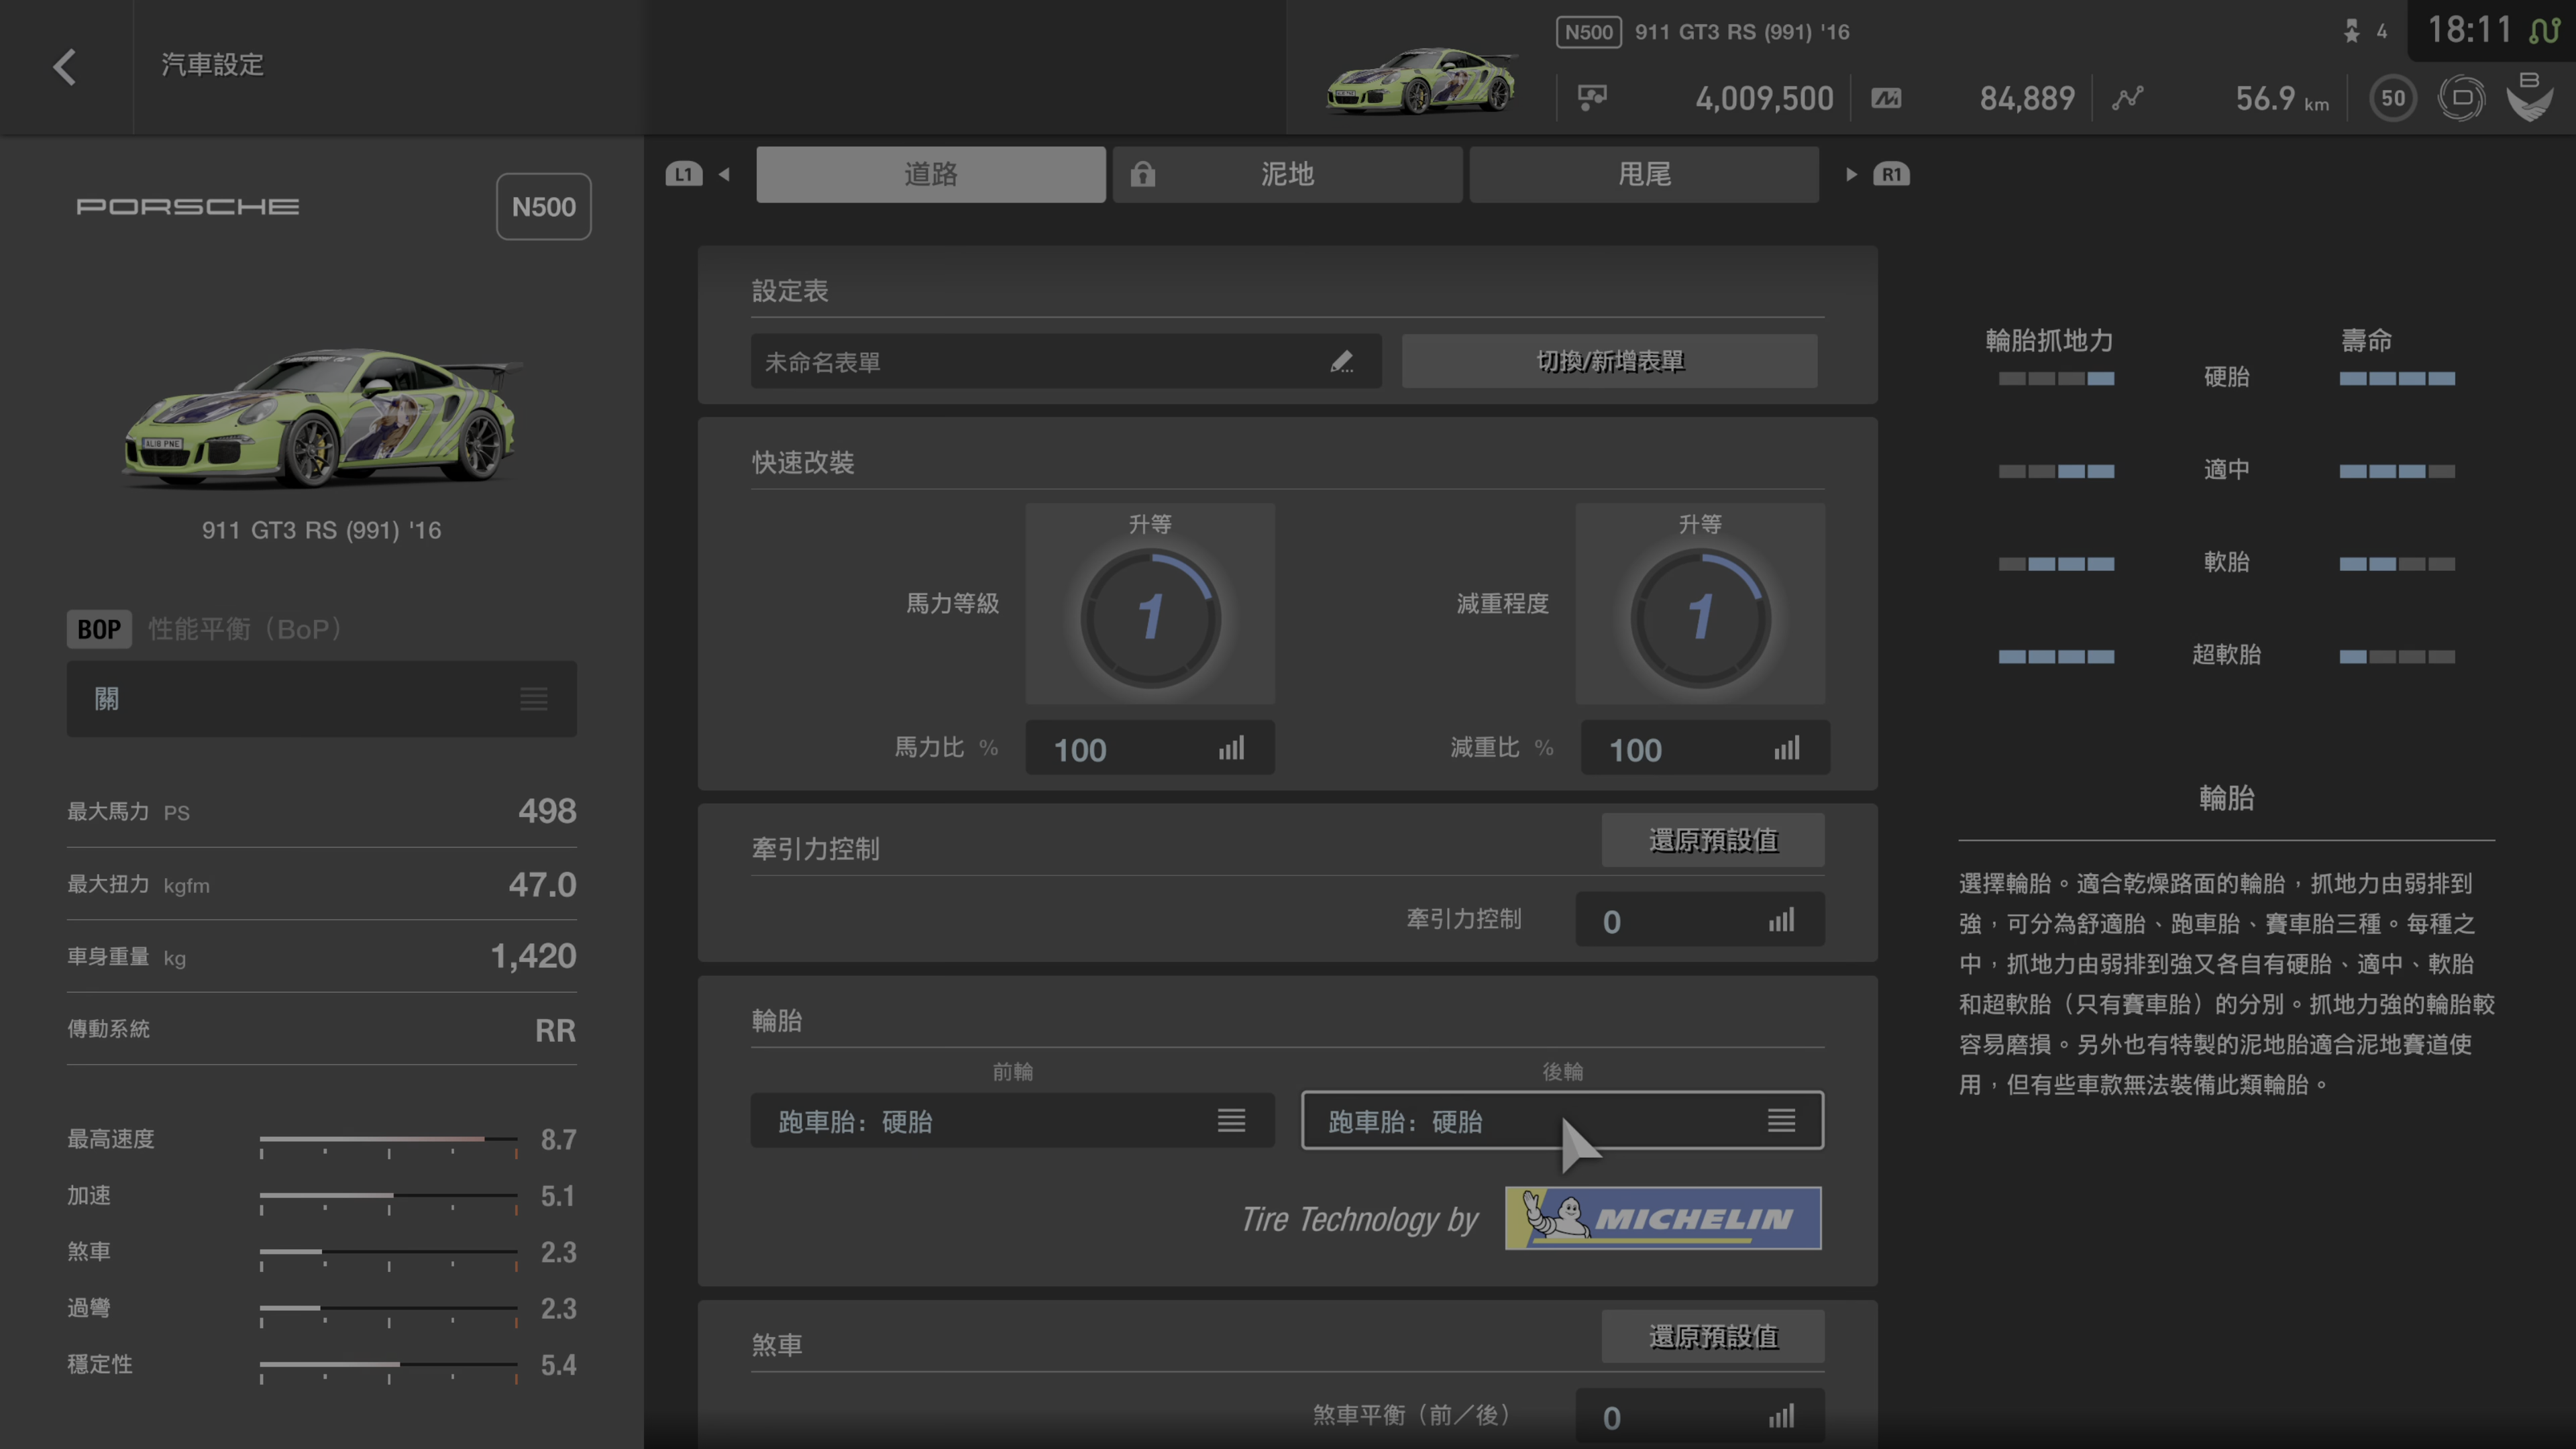 汽車設定
N500 911 GT3 RS (991) '16
4
18:11
4,009,500
84,889
56.9 km
50
D
B
PORSCHE
N500
ALIB PNE
911 GT3 RS (991) '16
BOP 性能平衡（BoP）
關
最大馬力 PS 498
最大扭力 kgfm 47.0
車身重量 kg 1,420
傳動系統 RR
最高速度 8.7
加速 5.1
煞車 2.3
過彎 2.3
穩定性 5.4
L1 道路 泥地 甩尾 R1
設定表
未命名表單 切換/新增表單
快速改裝
升等 升等
馬力等級 1 減重程度 1
馬力比 % 100 減重比 % 100
牽引力控制 還原預設值
牽引力控制 0
輪胎
前輪 後輪
跑車胎：硬胎 跑車胎：硬胎
Tire Technology by MICHELIN
煞車 還原預設值
煞車平衡（前／後） 0
輪胎抓地力 壽命
硬胎
適中
軟胎
超軟胎
輪胎
選擇輪胎。適合乾燥路面的輪胎，抓地力由弱排到
強，可分為舒適胎、跑車胎、賽車胎三種。每種之
中，抓地力由弱排到強又各自有硬胎、適中、軟胎
和超軟胎（只有賽車胎）的分別。抓地力強的輪胎較
容易磨損。另外也有特製的泥地胎適合泥地賽道使
用，但有些車款無法裝備此類輪胎。